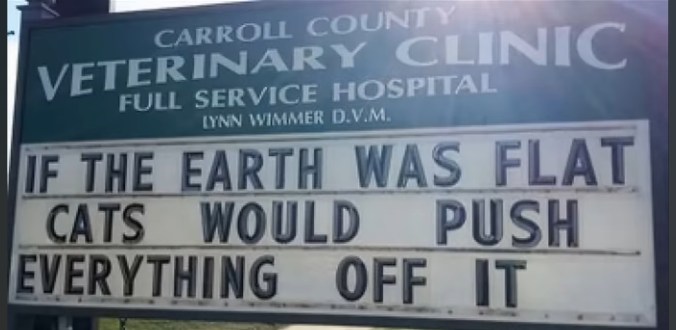 CARROLL COUNTY
VETERINARY CLINIC
FULL SERVICE HOSPITAL
LYNN WIMMER D.V.M.
IF THE EARTH WAS FLAT
CATS WOULD PUSH
EVERYTHING OFF IT